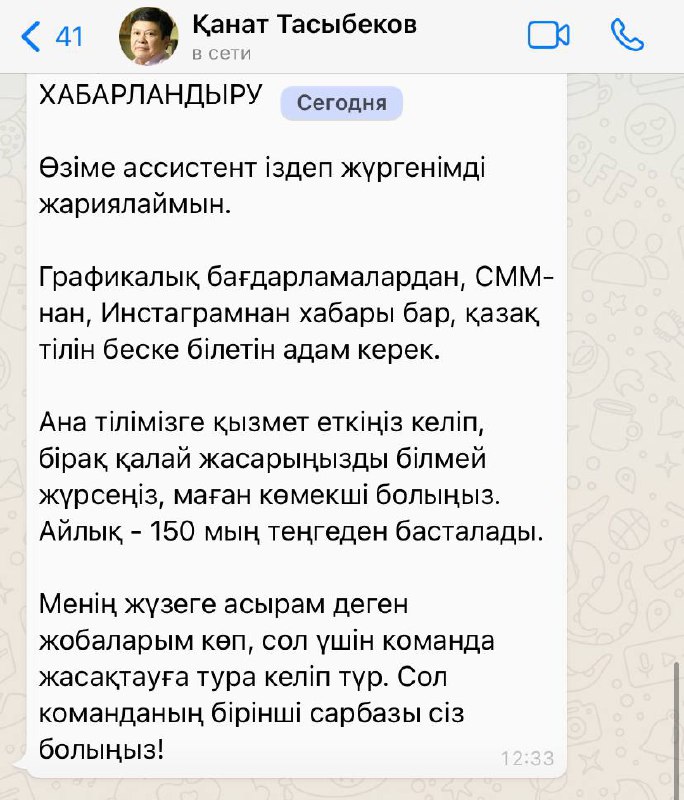 41
Қанат Тасыбеков
в сети
ХАБАРЛАНДЫРУ
Сегодня
Өзіме ассистент іздеп жүргенімді
жариялаймын.
Графикалық бағдарламалардан, СММ-
нан, Инстаграмнан хабары бар, қазақ
тілін беске білетін адам керек.
Ана тілімізге қызмет еткіңіз келіп,
бірақ қалай жасарыңызды білмей
жүрсеңіз, маған көмекші болыңыз.
Айлық - 150 мың теңгеден басталады.
Менің жүзеге асырам деген
жобаларым көп, сол үшін команда
жасақтауға тура келіп түр. Сол
команданың бірінші сарбазы сіз
болыңыз!
12:33